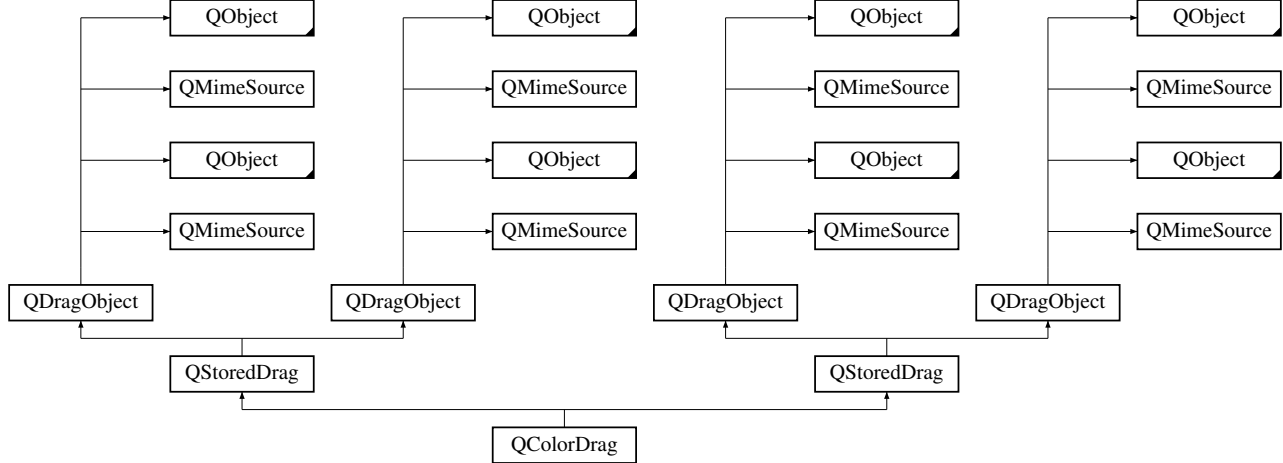 QObject QObject QObject QObject
QMimeSource QMimeSource QMimeSource QMimeSource
QObject QObject QObject QObject
QMimeSource QMimeSource QMimeSource QMimeSource
QDragObject QDragObject QDragObject QDragObject
QStoredDrag QStoredDrag
QColorDrag